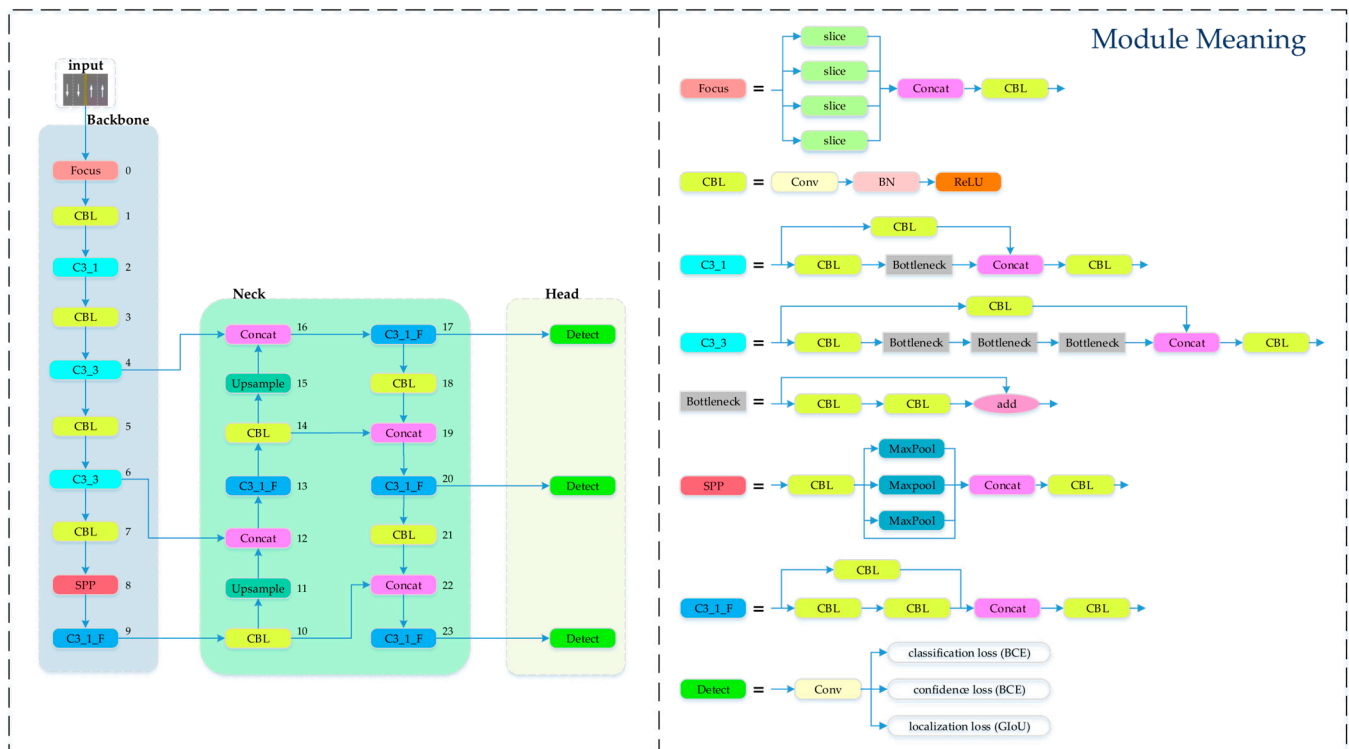 input
Backbone
Focus 0
CBL 1
C3_1 2
CBL 3
C3_3 4
CBL 5
C3_3 6
CBL 7
SPP 8
C3_1_F 9
Neck
Concat 16
Upsample 15
CBL 14
C3_1_F 13
Concat 12
Upsample 11
CBL 10
C3_1_F 17
CBL 18
Concat 19
C3_1_F 20
CBL 21
Concat 22
C3_1_F 23
Head
Detect
Detect
Detect
Module Meaning
Focus = slice slice slice slice Concat CBL
CBL = Conv BN ReLU
C3_1 = CBL CBL Bottleneck Concat CBL
C3_3 = CBL CBL Bottleneck Bottleneck Bottleneck Concat CBL
Bottleneck = CBL CBL add
SPP = CBL MaxPool Maxpool MaxPool Concat CBL
C3_1_F = CBL CBL CBL Concat CBL
Detect = Conv classification loss (BCE)
confidence loss (BCE)
localization loss (GIoU)